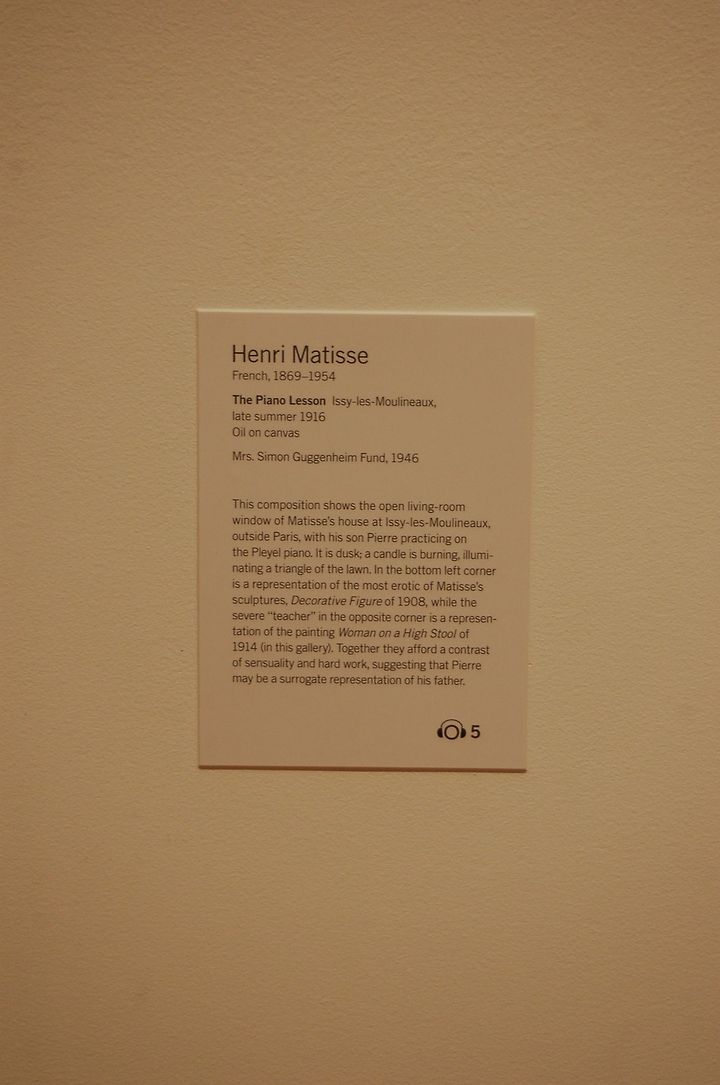 Henri Matisse
French, 1869–1954
The Piano Lesson Issy-les-Moulineaux,
late summer 1916
Oil on canvas
Mrs. Simon Guggenheim Fund, 1946
This composition shows the open living-room
window of Matisse's house at Issy-les-Moulineaux,
outside Paris, with his son Pierre practicing on
the Pleyel piano. It is dusk; a candle is burning, illumi-
nating a triangle of the lawn. In the bottom left corner
is a representation of the most erotic of Matisse's
sculptures, Decorative Figure of 1908, while the
severe “teacher” in the opposite corner is a represen-
tation of the painting Woman on a High Stool of
1914 (in this gallery). Together they afford a contrast
of sensuality and hard work, suggesting that Pierre
may be a surrogate representation of his father.
5